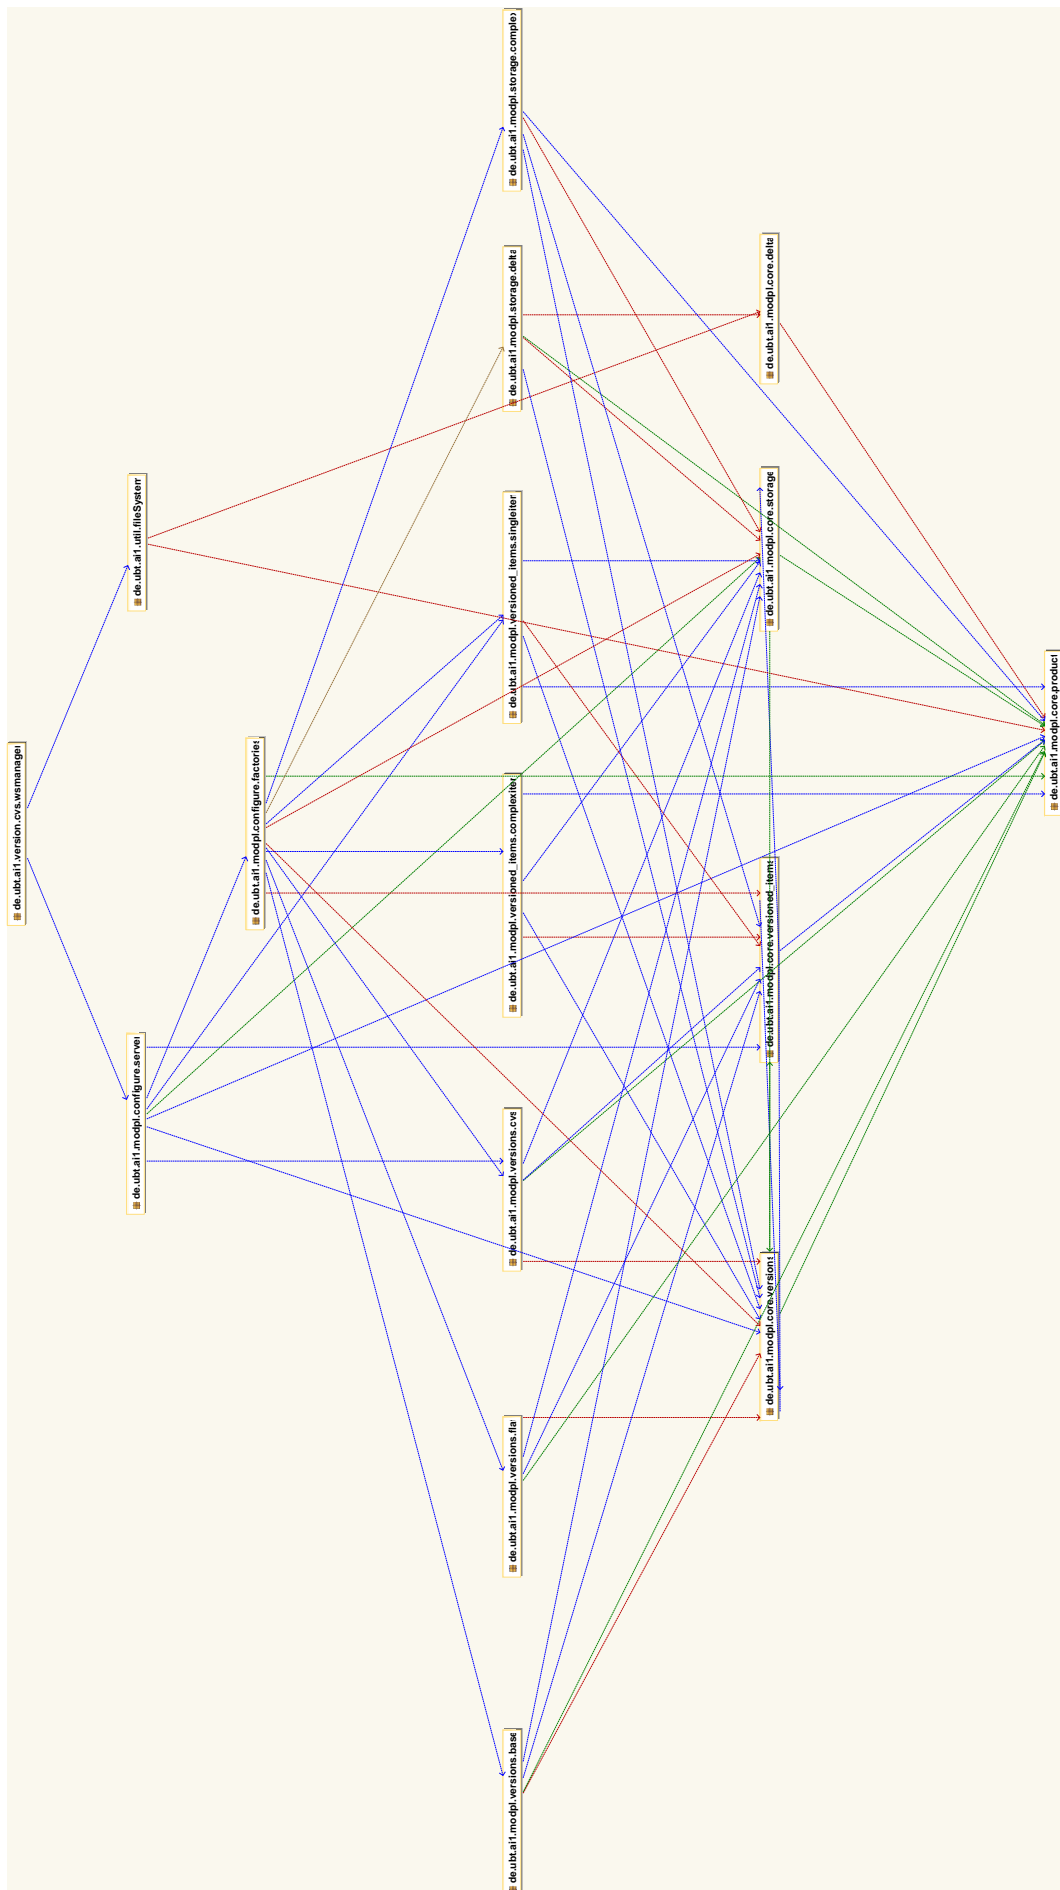 de.ubt.ai1.version.cvs.wsmanager
de.ubt.ai1.modpl.configure.server
de.ubt.ai1.util.fileSystem
de.ubt.ai1.modpl.configure.factories
de.ubt.ai1.modpl.versions.base
de.ubt.ai1.modpl.versions.fla
de.ubt.ai1.modpl.versions.cvs
de.ubt.ai1.modpl.versioned_items.complexiter
de.ubt.ai1.modpl.versioned_items.singleiter
de.ubt.ai1.modpl.storage.delta
de.ubt.ai1.modpl.storage.complex
de.ubt.ai1.modpl.core.versions
de.ubt.ai1.modpl.core.versioned_items
de.ubt.ai1.modpl.core.storage
de.ubt.ai1.modpl.core.delta
de.ubt.ai1.modpl.core.product